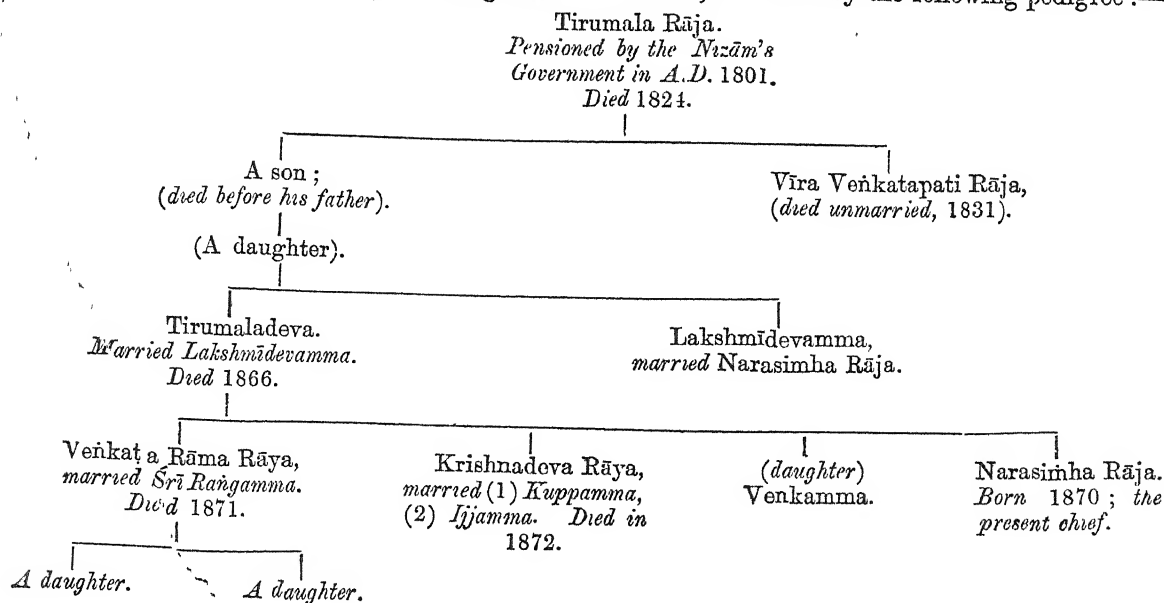 the following pedigree :—
Tirumala Rāja.
Pensioned by the Nizām's
Government in A.D. 1801.
Died 1824.
A son ;
(died before his father).
Vīra Veṅkatapati Rāja,
(died unmarried, 1831).
(A daughter).
Tirumaladeva.
Married Lakshmīdevamma.
Died 1866.
Lakshmīdevamma,
married Narasimha Rāja.
Veṅkaṭa Rāma Rāya,
married Śrī Raṅgamma.
Died 1871.
Krishnadeva Rāya,
married (1) Kuppamma,
(2) Ijjamma. Died in
1872.
(daughter)
Venkamma.
Narasiṁha Rāja.
Born 1870 ; the
present chief.
A daughter.
A daughter.